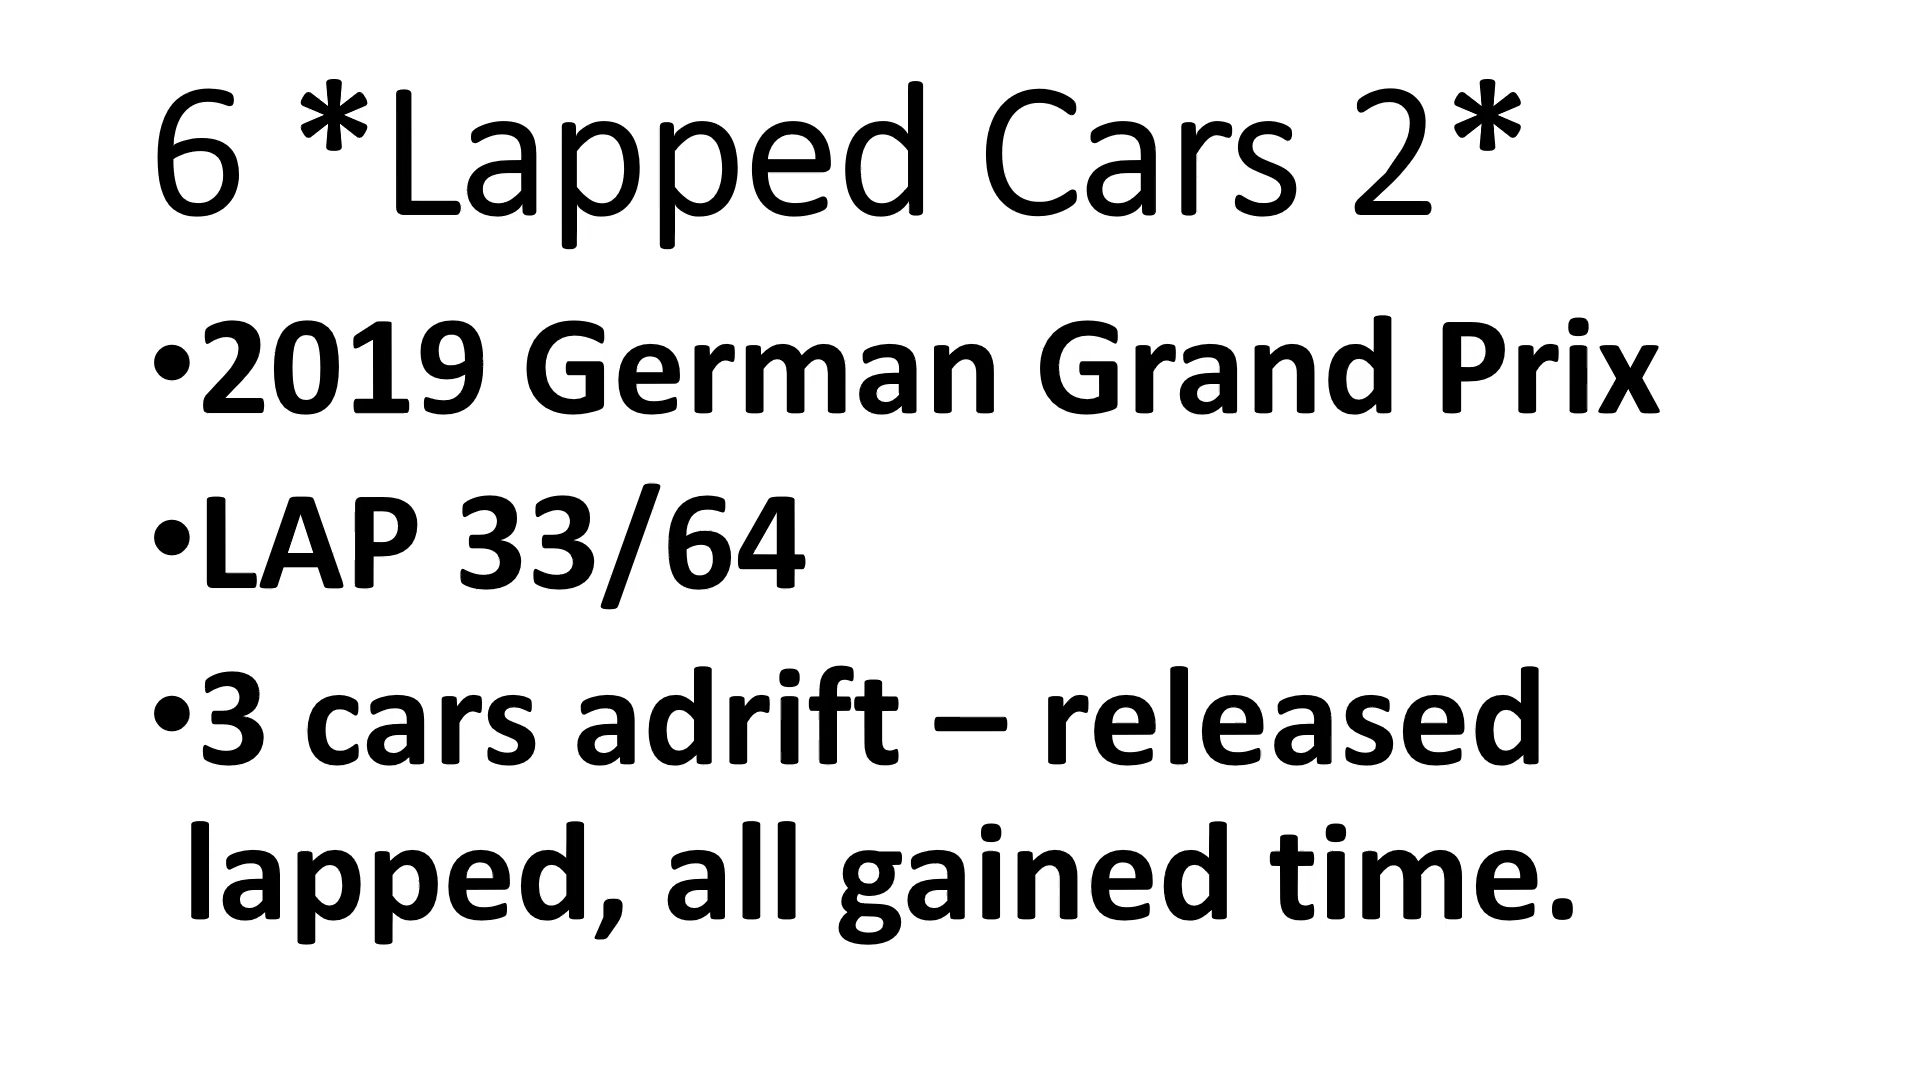 6 *Lapped Cars 2*
•2019 German Grand Prix
•LAP 33/64
•3 cars adrift – released
lapped, all gained time.